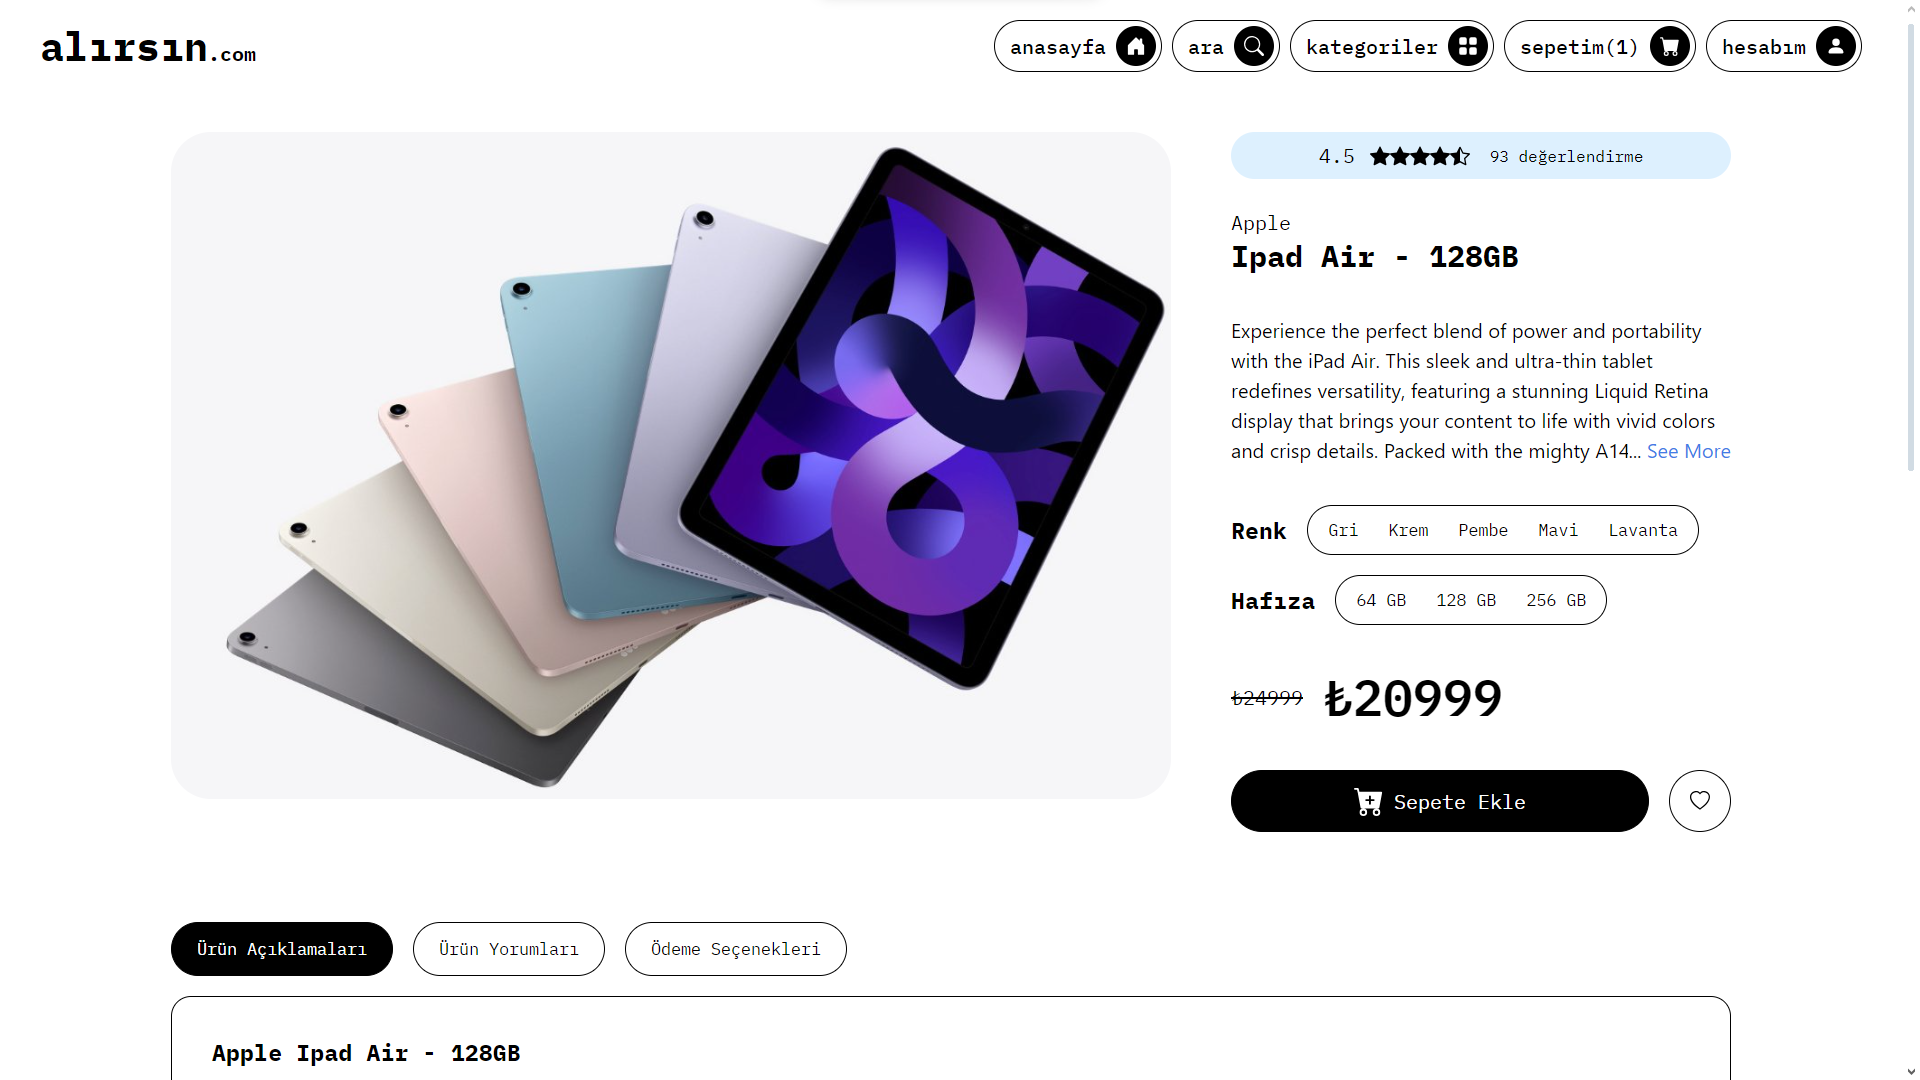 alırsın.com
anasayfa
ara
kategoriler
sepetim(1)
hesabım
4.5
93 değerlendirme
Apple
Ipad Air - 128GB
Experience the perfect blend of power and portability
with the iPad Air. This sleek and ultra-thin tablet
redefines versatility, featuring a stunning Liquid Retina
display that brings your content to life with vivid colors
and crisp details. Packed with the mighty A14... See More
Renk
Gri Krem Pembe Mavi Lavanta
Hafıza
64 GB 128 GB 256 GB
₺24999 ₺20999
Sepete Ekle
Ürün Açıklamaları
Ürün Yorumları
Ödeme Seçenekleri
Apple Ipad Air - 128GB